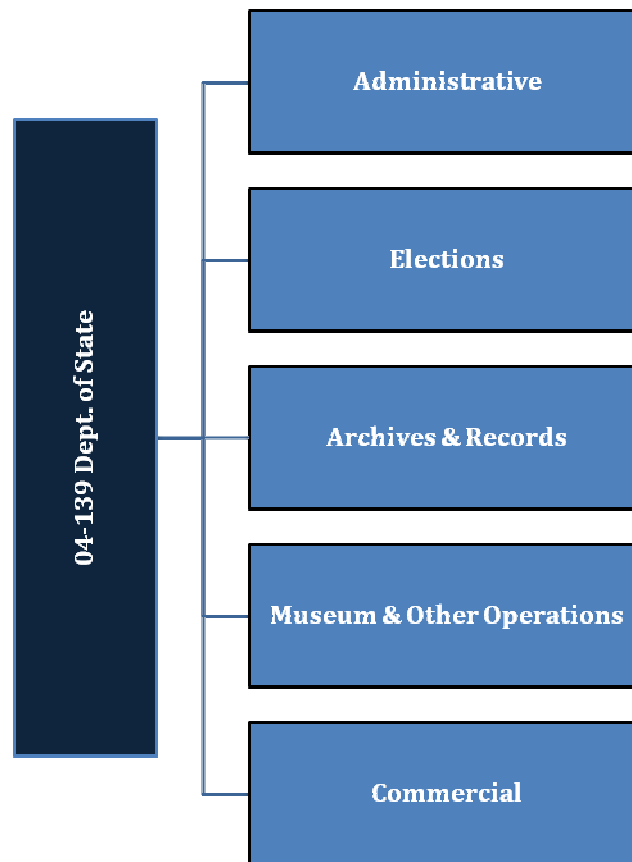 04-139 Dept. of State
Administrative
Elections
Archives & Records
Museum & Other Operations
Commercial